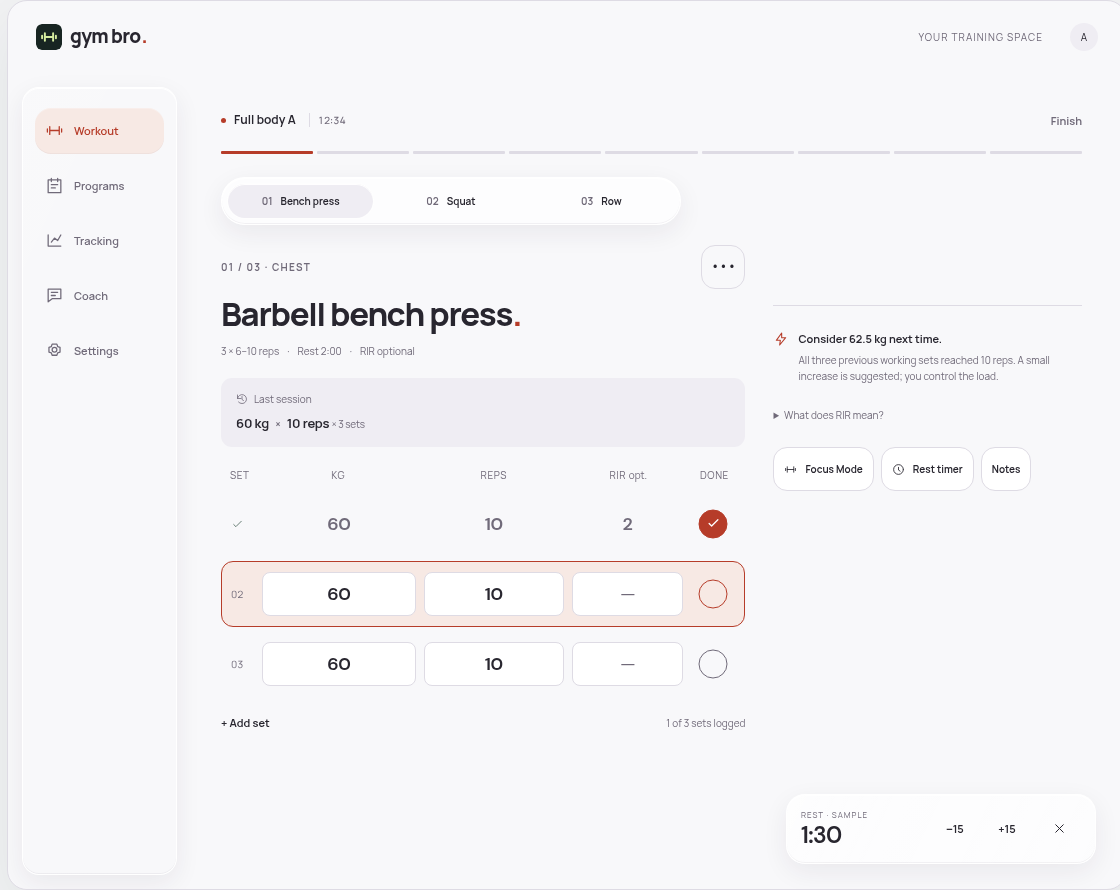 gym bro.
YOUR TRAINING SPACE
A
Workout
Programs
Tracking
Coach
Settings
Full body A
12:34
Finish
01 Bench press
02 Squat
03 Row
01 / 03 · CHEST
Barbell bench press.
3 × 6–10 reps · Rest 2:00 · RIR optional
Last session
60 kg × 10 reps × 3 sets
SET KG REPS RIR opt. DONE
60 10 2
02 60 10 —
03 60 10 —
+ Add set
1 of 3 sets logged
Consider 62.5 kg next time.
All three previous working sets reached 10 reps. A small
increase is suggested; you control the load.
What does RIR mean?
Focus Mode
Rest timer
Notes
REST · SAMPLE
1:30
−15
+15